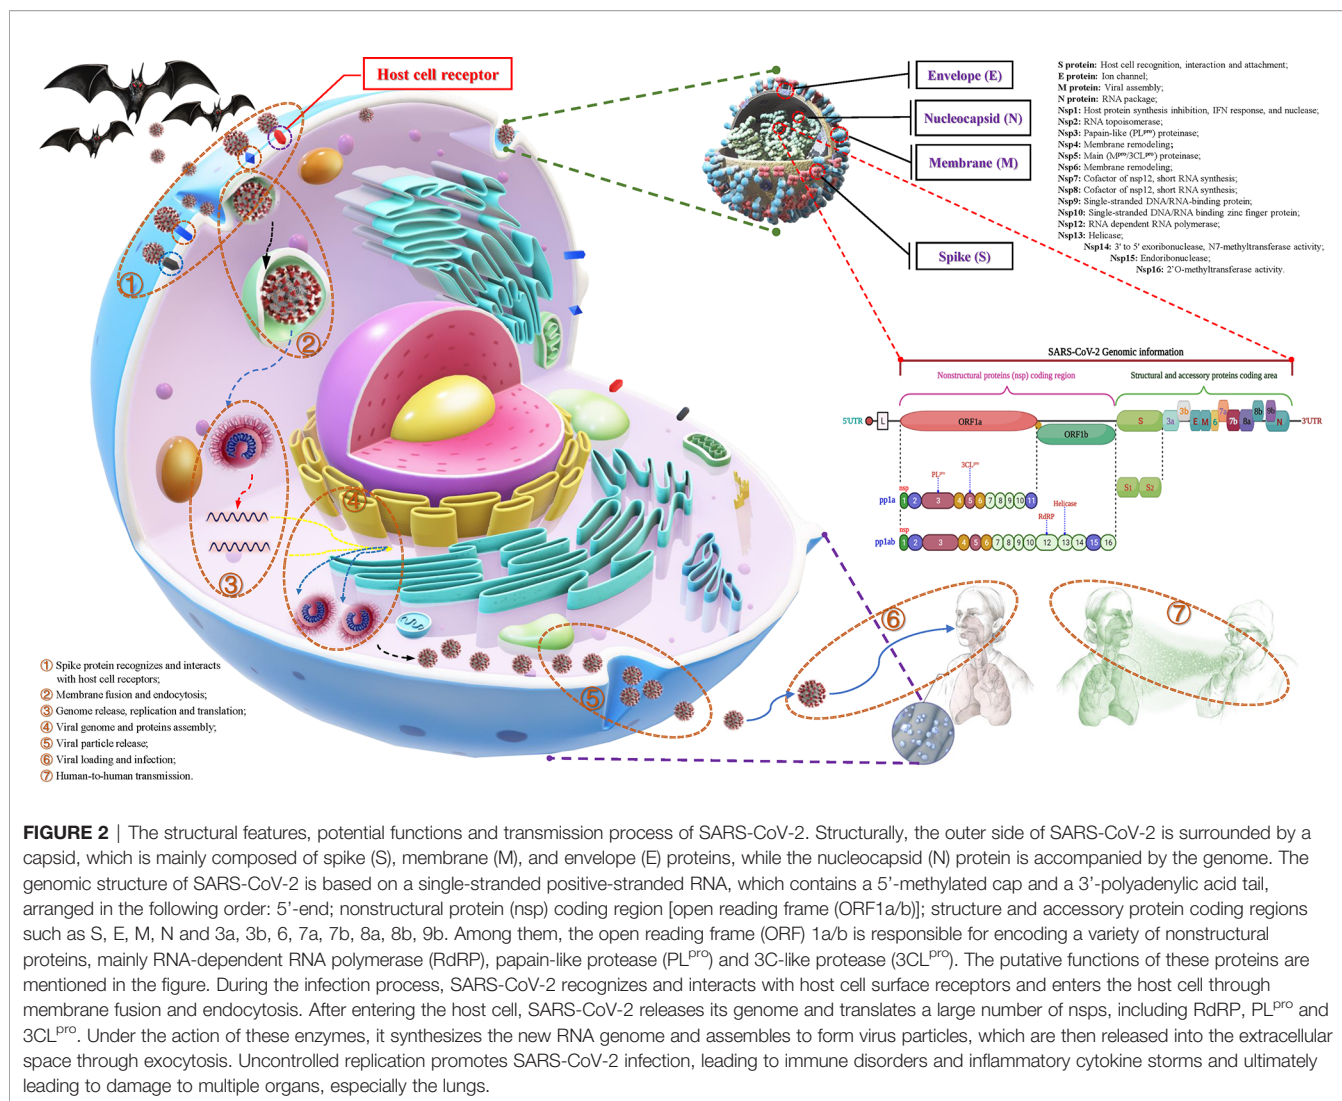 Host cell receptor
Envelope (E)
Nucleocapsid (N)
Membrane (M)
Spike (S)
S protein: Host cell recognition, interaction and attachment;
E protein: Ion channel;
M protein: Viral assembly;
N protein: RNA package;
Nsp1: Host protein synthesis inhibition, IFN response, and nuclease;
Nsp2: RNA topoisomerase;
Nsp3: Papain-like (PLpro) proteinase;
Nsp4: Membrane remodeling;
Nsp5: Main (Mpro/3CLpro) proteinase;
Nsp6: Membrane remodeling;
Nsp7: Cofactor of nsp12, short RNA synthesis;
Nsp8: Cofactor of nsp12, short RNA synthesis;
Nsp9: Single-stranded DNA/RNA-binding protein;
Nsp10: Single-stranded DNA/RNA binding zinc finger protein;
Nsp12: RNA dependent RNA polymerase;
Nsp13: Helicase;
Nsp14: 3' to 5' exoribonuclease, N7-methyltransferase activity;
Nsp15: Endoribonuclease;
Nsp16: 2'O-methyltransferase activity.
SARS-CoV-2 Genomic information
Nonstructural proteins (nsp) coding region
Structural and accessory proteins coding area
5'UTR L ORF1a ORF1b S 3a 3b E M 6 7a 7b 8a 8b 9b N 3'UTR
S1 S2
PLpro 3CLpro
nsp
pp1a 1 2 3 4 5 6 7 8 9 10 11
Helicase
RdRP
nsp
pp1ab 1 2 3 4 5 6 7 8 9 10 12 13 14 15 16
①
②
③
④
⑤
⑥
⑦
① Spike protein recognizes and interacts
with host cell receptors;
② Membrane fusion and endocytosis;
③ Genome release, replication and translation;
④ Viral genome and proteins assembly;
⑤ Viral particle release;
⑥ Viral loading and infection;
⑦ Human-to-human transmission.
FIGURE 2 | The structural features, potential functions and transmission process of SARS-CoV-2. Structurally, the outer side of SARS-CoV-2 is surrounded by a
capsid, which is mainly composed of spike (S), membrane (M), and envelope (E) proteins, while the nucleocapsid (N) protein is accompanied by the genome. The
genomic structure of SARS-CoV-2 is based on a single-stranded positive-stranded RNA, which contains a 5'-methylated cap and a 3'-polyadenylic acid tail,
arranged in the following order: 5'-end; nonstructural protein (nsp) coding region [open reading frame (ORF1a/b)]; structure and accessory protein coding regions
such as S, E, M, N and 3a, 3b, 6, 7a, 7b, 8a, 8b, 9b. Among them, the open reading frame (ORF) 1a/b is responsible for encoding a variety of nonstructural
proteins, mainly RNA-dependent RNA polymerase (RdRP), papain-like protease (PLpro) and 3C-like protease (3CLpro). The putative functions of these proteins are
mentioned in the figure. During the infection process, SARS-CoV-2 recognizes and interacts with host cell surface receptors and enters the host cell through
membrane fusion and endocytosis. After entering the host cell, SARS-CoV-2 releases its genome and translates a large number of nsps, including RdRP, PLpro and
3CLpro. Under the action of these enzymes, it synthesizes the new RNA genome and assembles to form virus particles, which are then released into the extracellular
space through exocytosis. Uncontrolled replication promotes SARS-CoV-2 infection, leading to immune disorders and inflammatory cytokine storms and ultimately
leading to damage to multiple organs, especially the lungs.